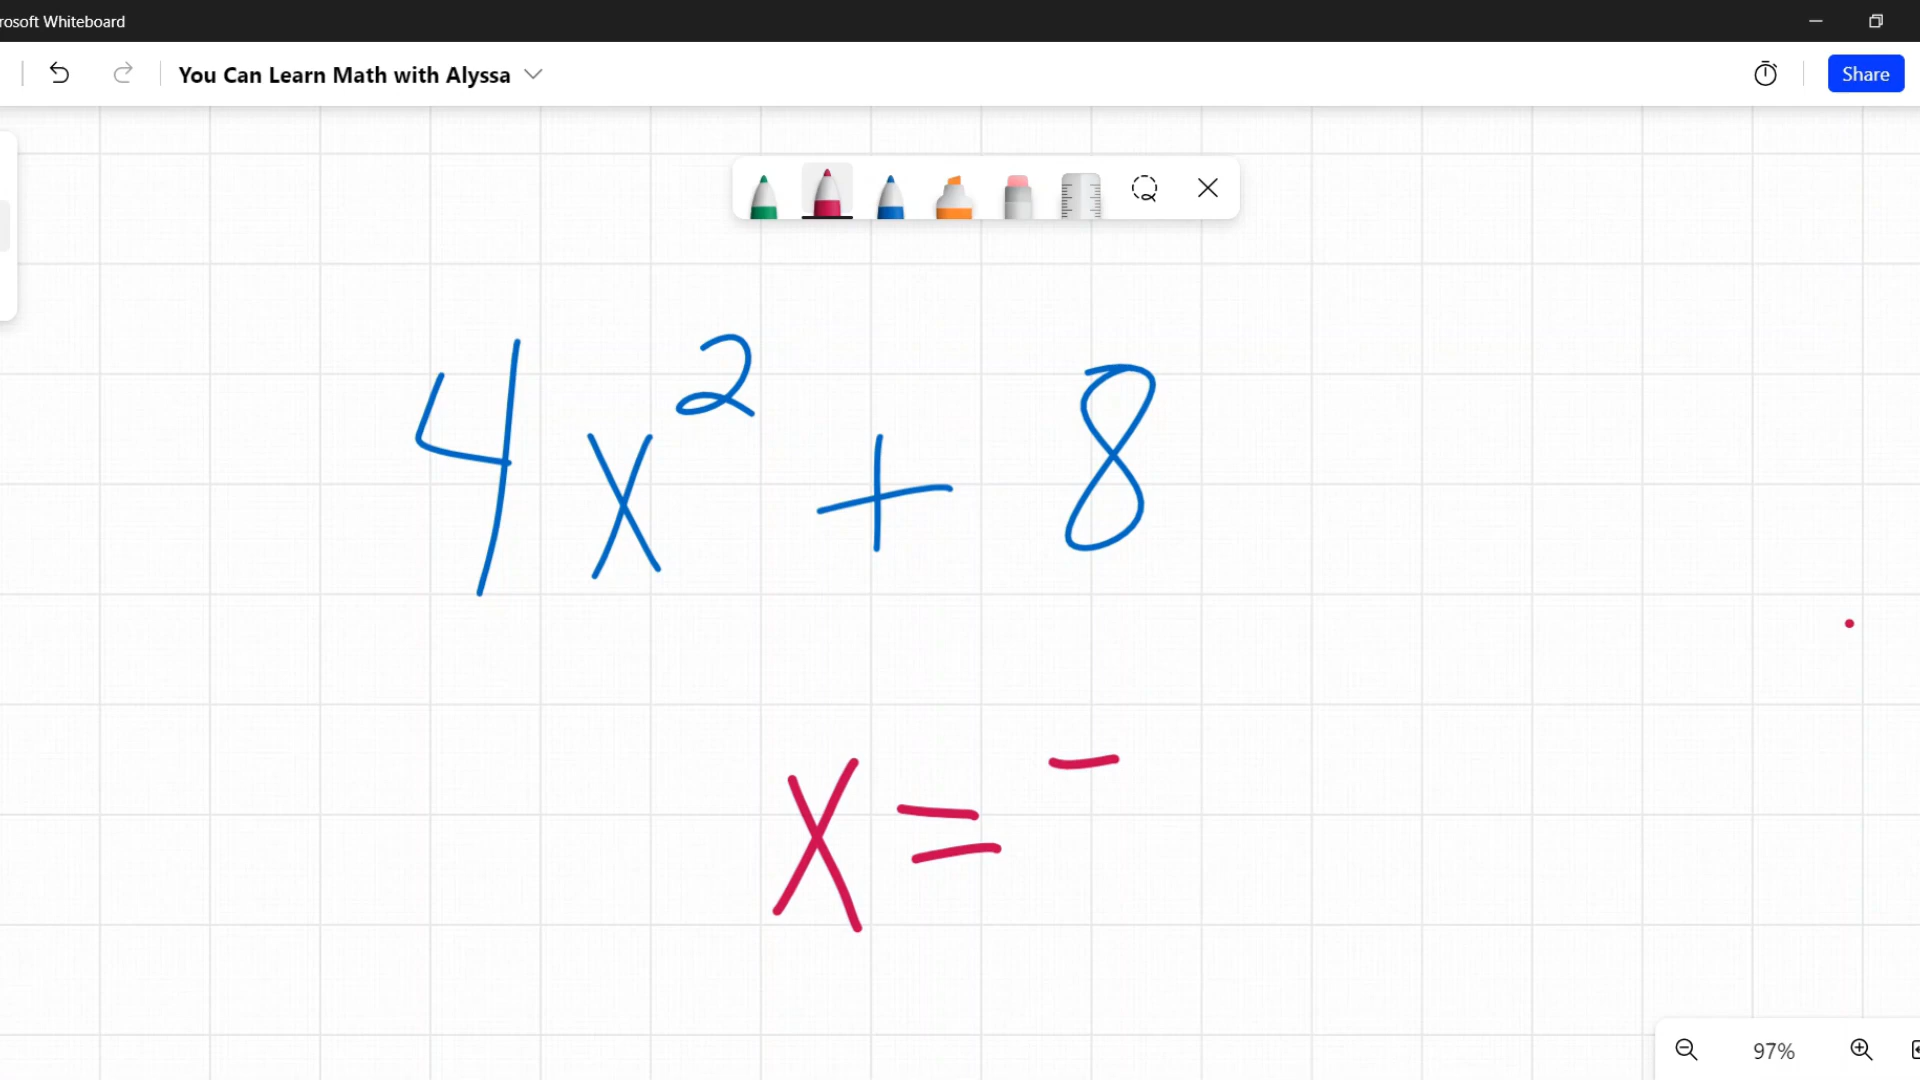 rosoft Whiteboard
You Can Learn Math with Alyssa
Share
4x² + 8
x = -
97%